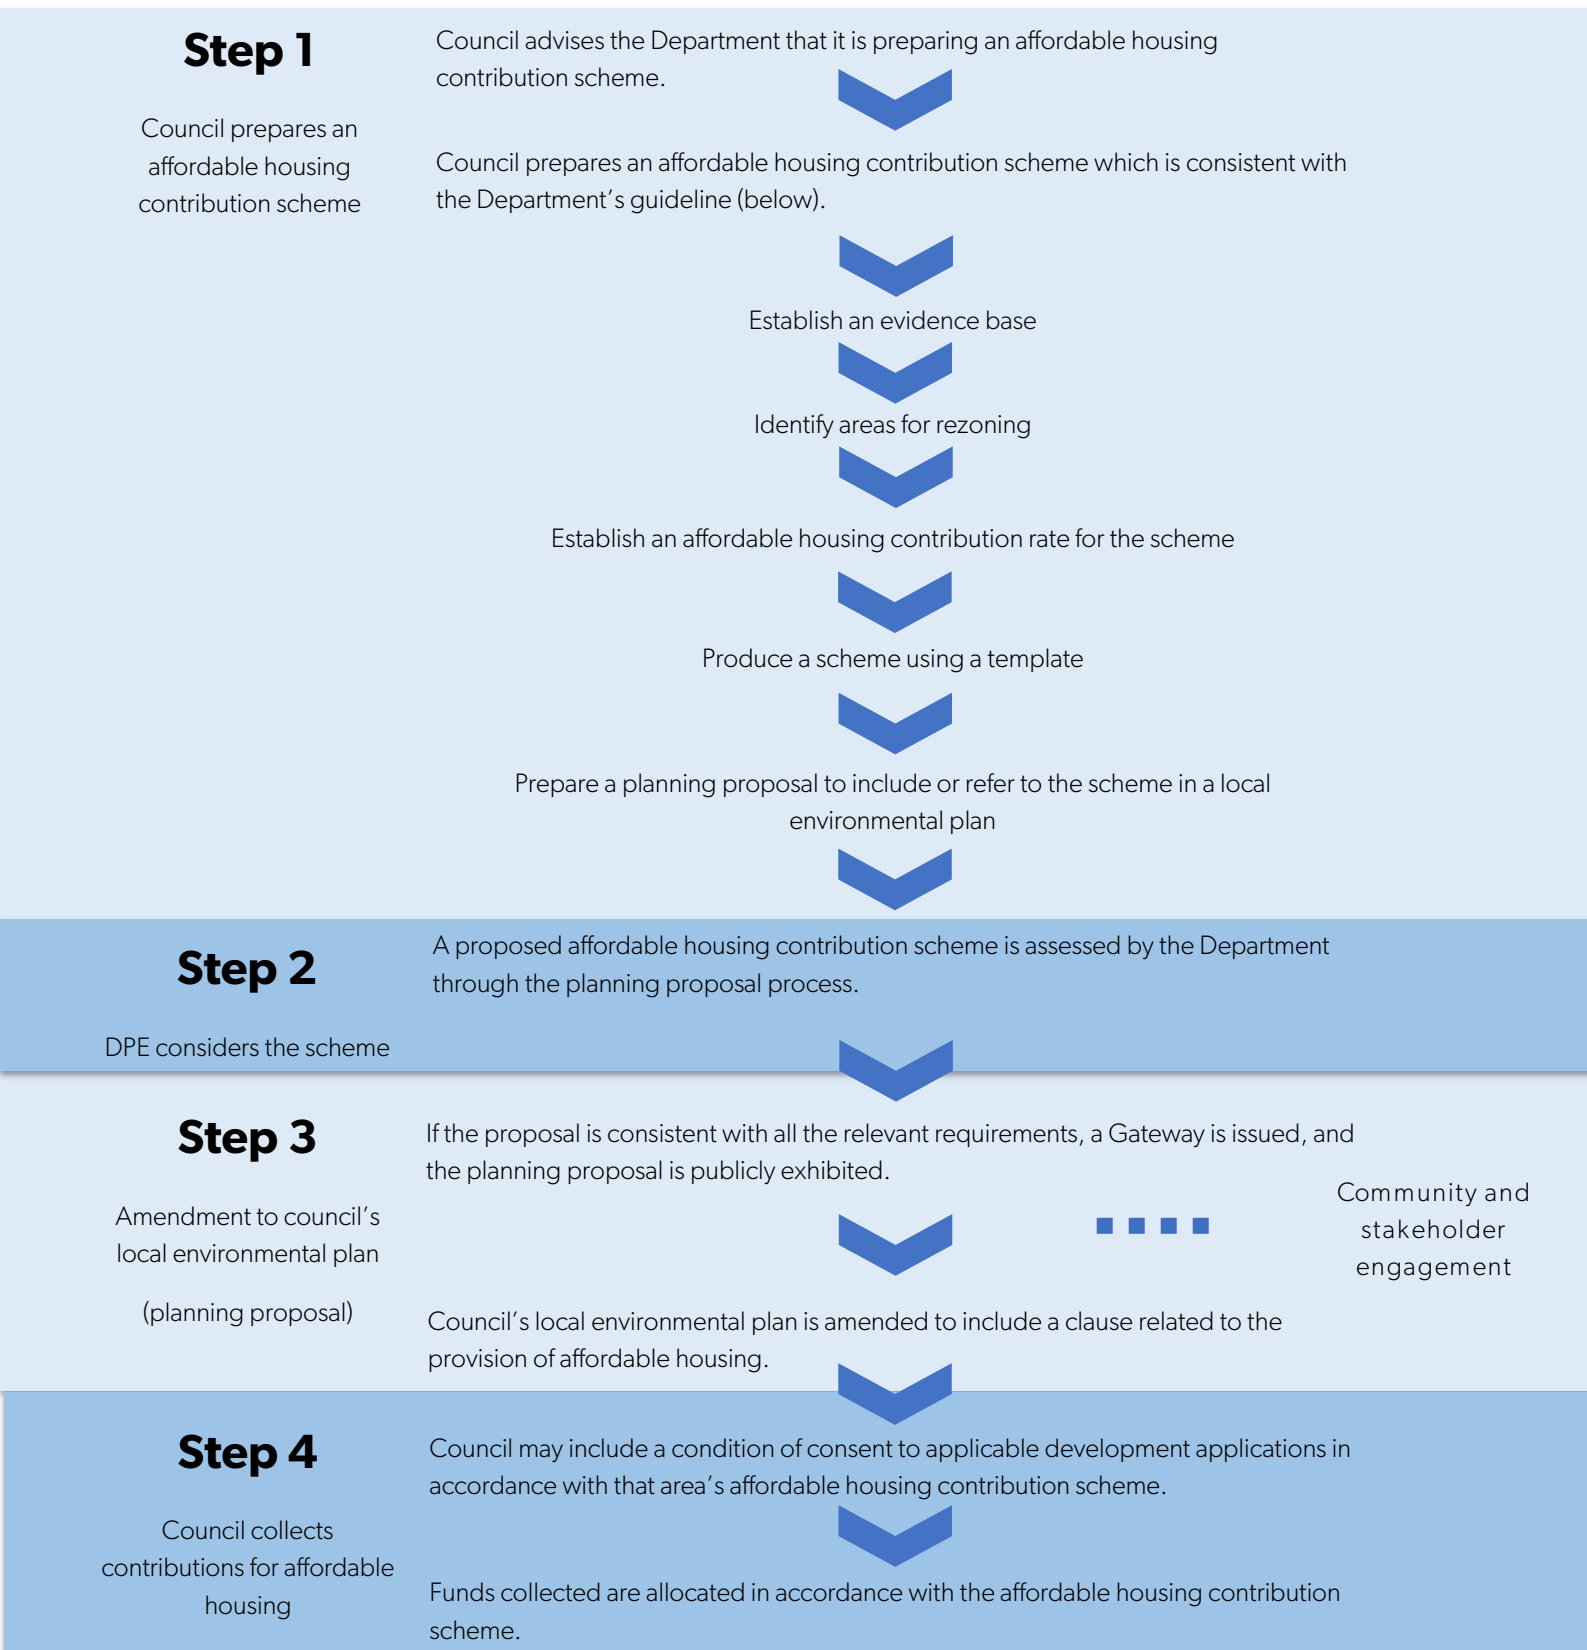 Step 1
Council prepares an
affordable housing
contribution scheme
Council advises the Department that it is preparing an affordable housing
contribution scheme.
Council prepares an affordable housing contribution scheme which is consistent with
the Department’s guideline (below).
Establish an evidence base
Identify areas for rezoning
Establish an affordable housing contribution rate for the scheme
Produce a scheme using a template
Prepare a planning proposal to include or refer to the scheme in a local
environmental plan
Step 2
DPE considers the scheme
A proposed affordable housing contribution scheme is assessed by the Department
through the planning proposal process.
Step 3
Amendment to council’s
local environmental plan
(planning proposal)
If the proposal is consistent with all the relevant requirements, a Gateway is issued, and
the planning proposal is publicly exhibited.
Community and
stakeholder
engagement
Council’s local environmental plan is amended to include a clause related to the
provision of affordable housing.
Step 4
Council collects
contributions for affordable
housing
Council may include a condition of consent to applicable development applications in
accordance with that area’s affordable housing contribution scheme.
Funds collected are allocated in accordance with the affordable housing contribution
scheme.